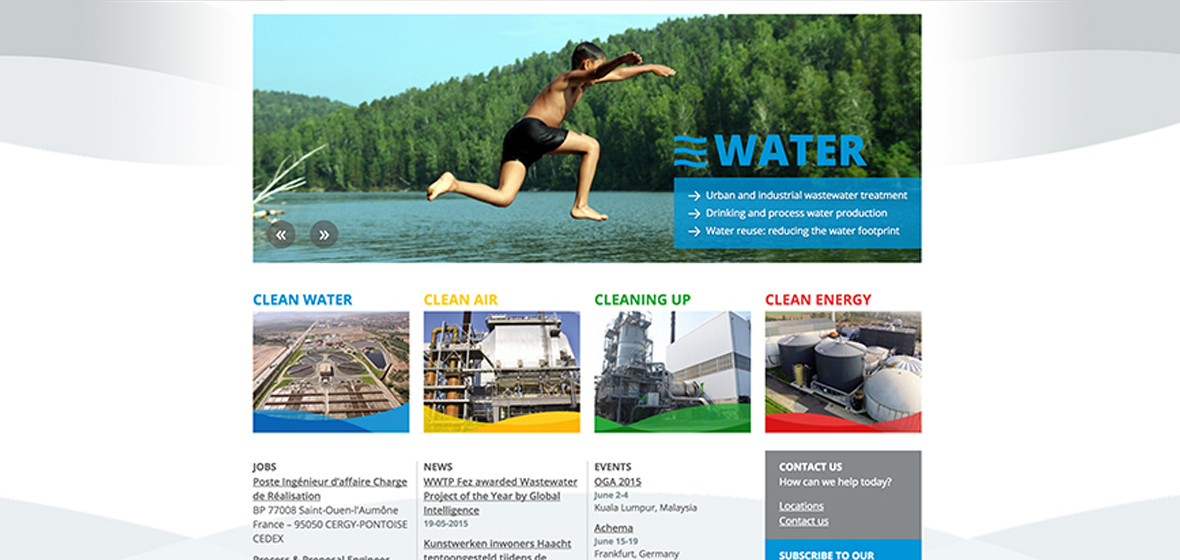 WATER
Urban and industrial wastewater treatment
Drinking and process water production
Water reuse: reducing the water footprint
CLEAN WATER
CLEAN AIR
CLEANING UP
CLEAN ENERGY
JOBS
Poste Ingénieur d'affaire Charge
de Réalisation
BP 77008 Saint-Ouen-l'Aumône
France – 95050 CERGY-PONTOISE
CEDEX
Process & Proposal Engineer
NEWS
WWTP Fez awarded Wastewater
Project of the Year by Global
Intelligence
19-05-2015
Kunstwerken inwoners Haacht
tentoongesteld tijdens de
EVENTS
OGA 2015
June 2-4
Kuala Lumpur, Malaysia
Achema
June 15-19
Frankfurt, Germany
CONTACT US
How can we help today?
Locations
Contact us
SUBSCRIBE TO OUR